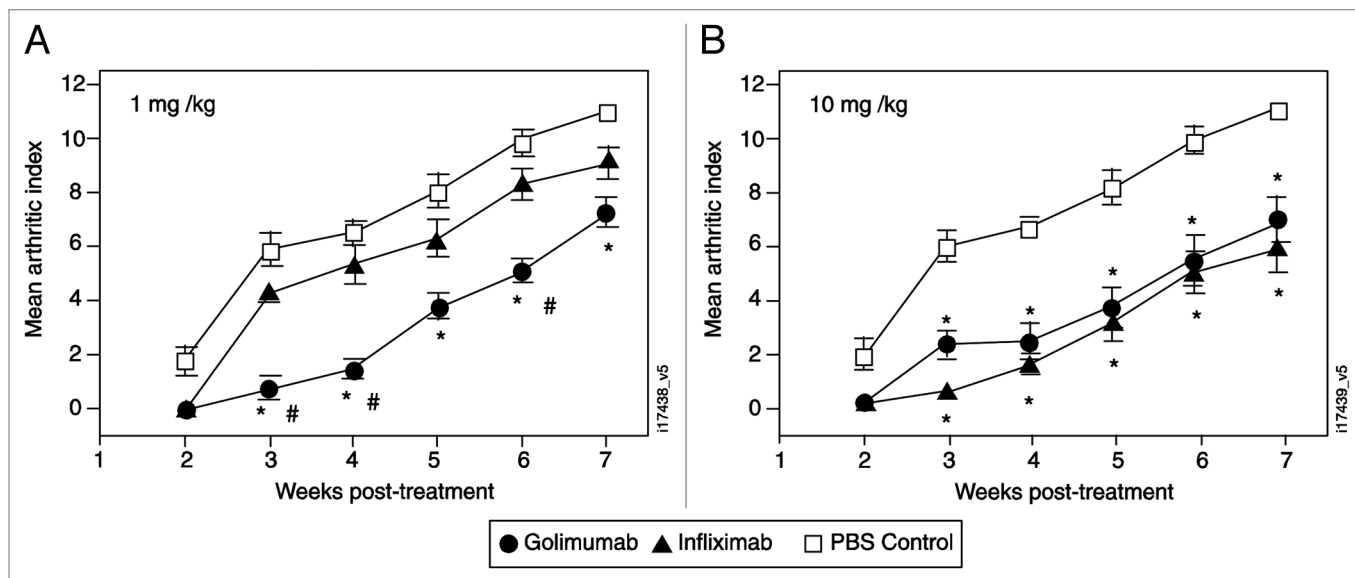 A
1 mg /kg
Mean arthritic index
12
10
8
6
4
2
0
* # * # * * # *
1 2 3 4 5 6 7
Weeks post-treatment
i17438_v5
B
10 mg /kg
Mean arthritic index
12
10
8
6
4
2
0
* * * * *
* * * * *
1 2 3 4 5 6 7
Weeks post-treatment
i17439_v5
Golimumab Infliximab PBS Control